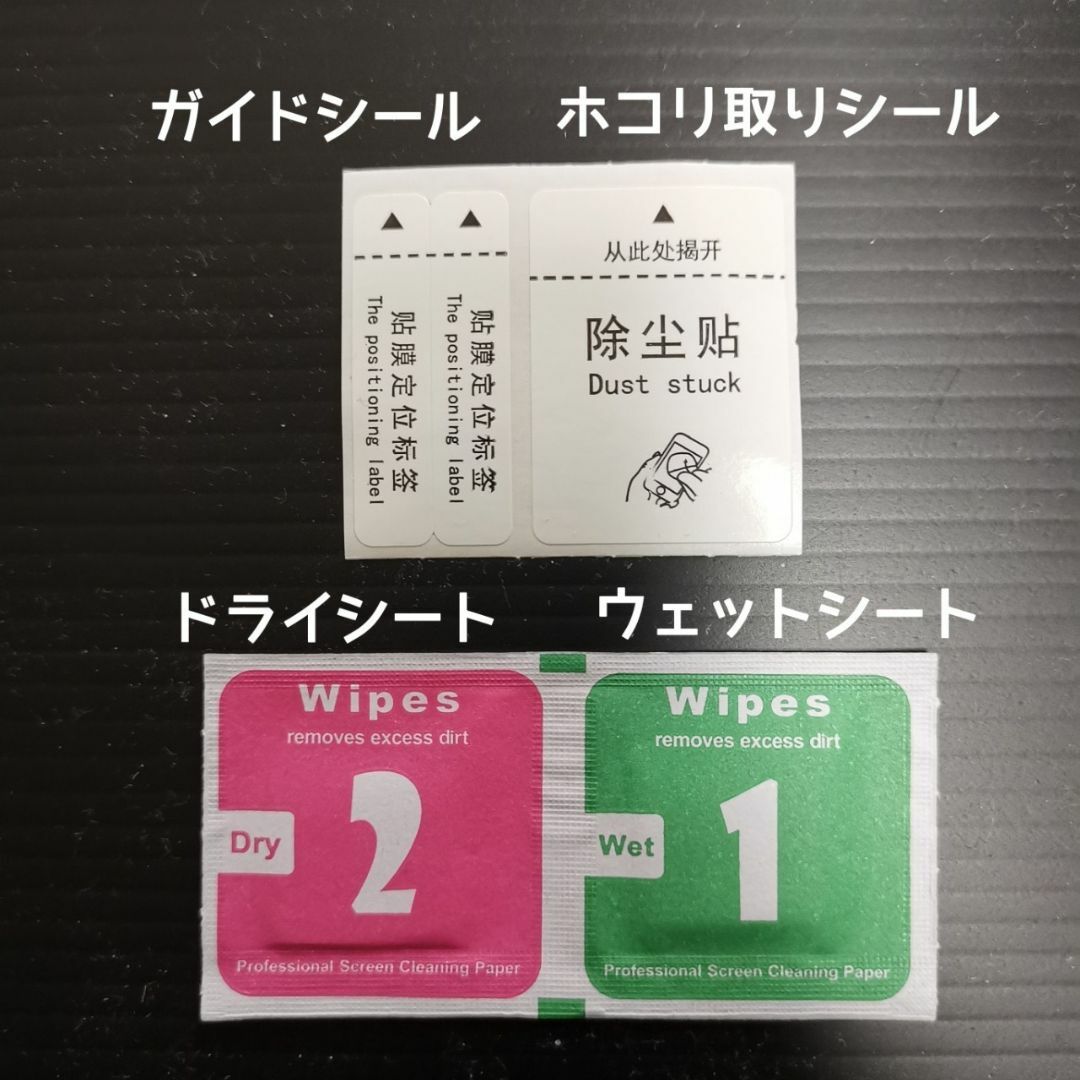 ガイドシール
ホコリ取りシール
▲
貼膜定位标签
The positioning label
▲
贴膜定位标签
The positioning label
▲
从此处揭开
除尘贴
Dust stuck
ドライシート
ウェットシート
Wipes
removes excess dirt
2
Dry
Professional Screen Cleaning Paper
Wipes
removes excess dirt
1
Wet
Professional Screen Cleaning Paper